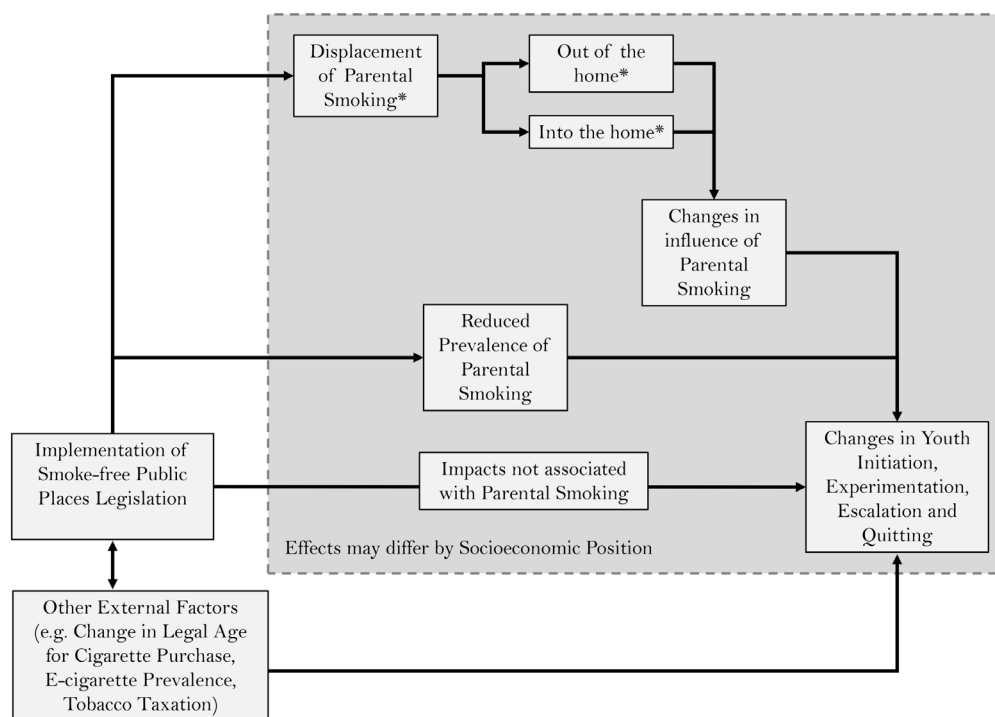 Displacement
of Parental
Smoking*
Out of the
home*
Into the home*
Changes in
influence of
Parental
Smoking
Reduced
Prevalence of
Parental
Smoking
Implementation of
Smoke-free Public
Places Legislation
Impacts not associated
with Parental Smoking
Changes in Youth
Initiation,
Experimentation,
Escalation and
Quitting
Effects may differ by Socioeconomic Position
Other External Factors
(e.g. Change in Legal Age
for Cigarette Purchase,
E-cigarette Prevalence,
Tobacco Taxation)